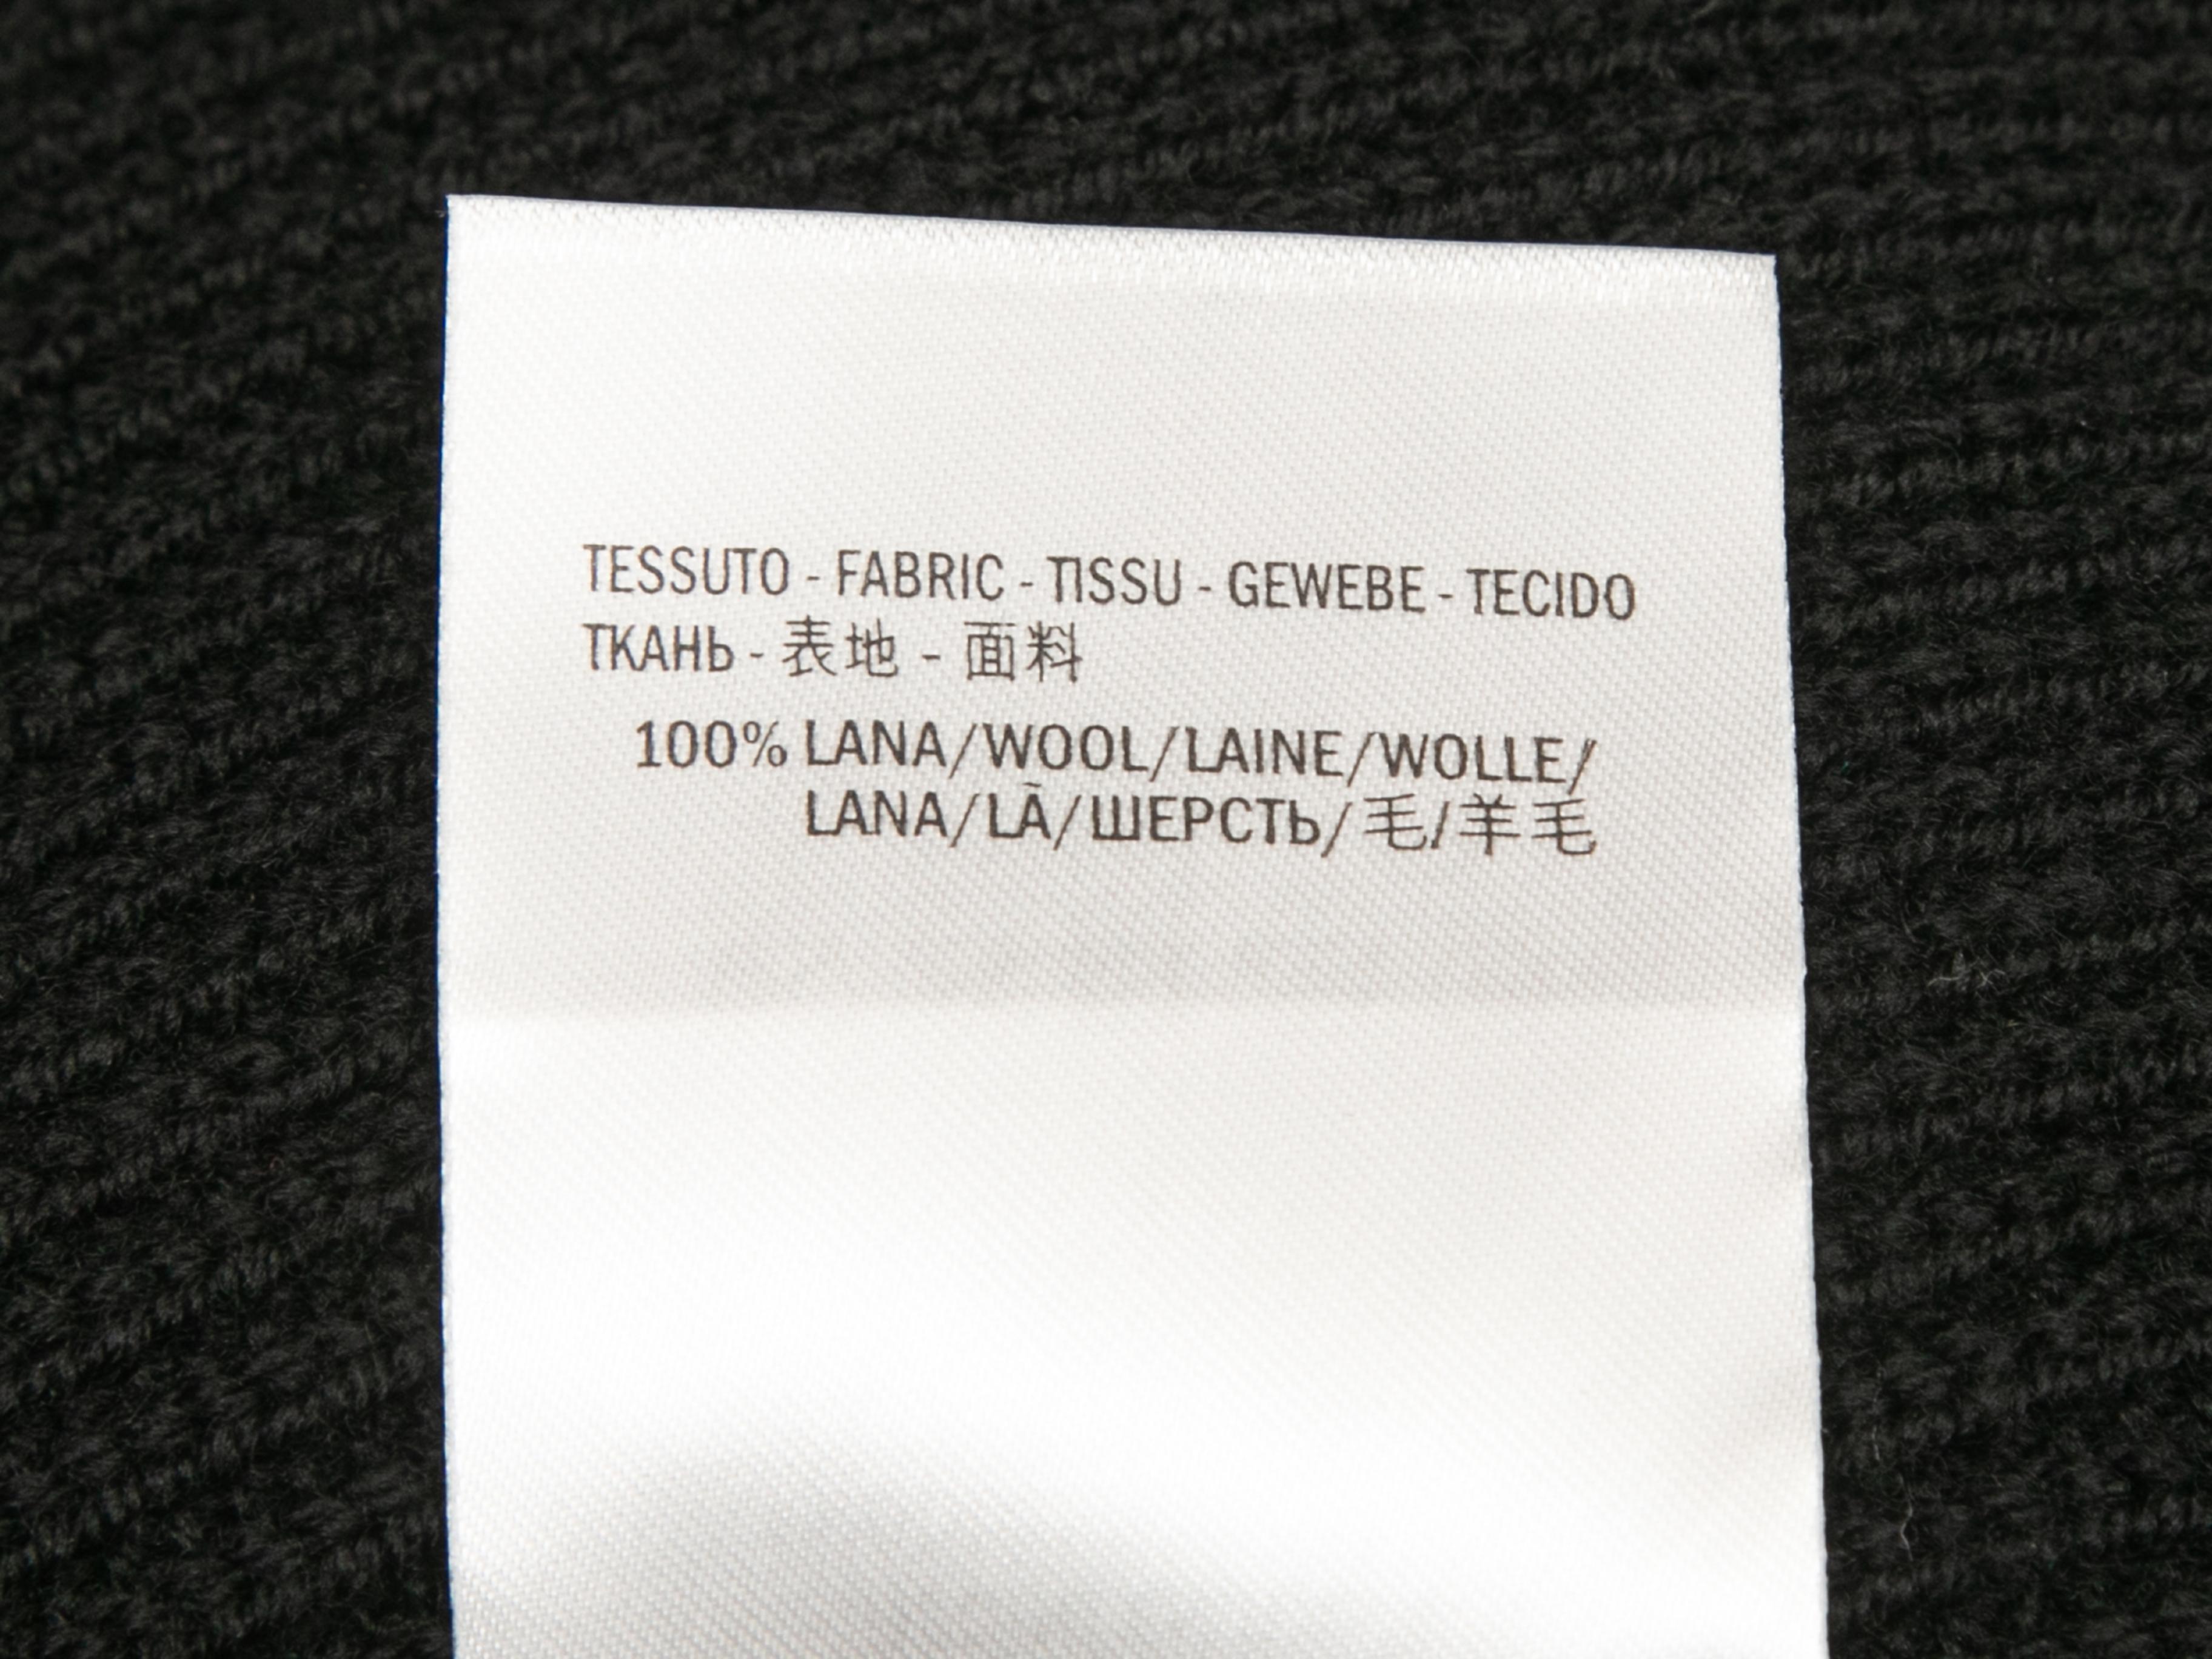 TESSUTO - FABRIC - TISSU - GEWEBE - TECIDO
ТКАНЬ - 表地 - 面料
100% LANA/WOOL/LAINE/WOLLE/
LANA/LÃ/ШЕРСТЬ/毛/羊毛